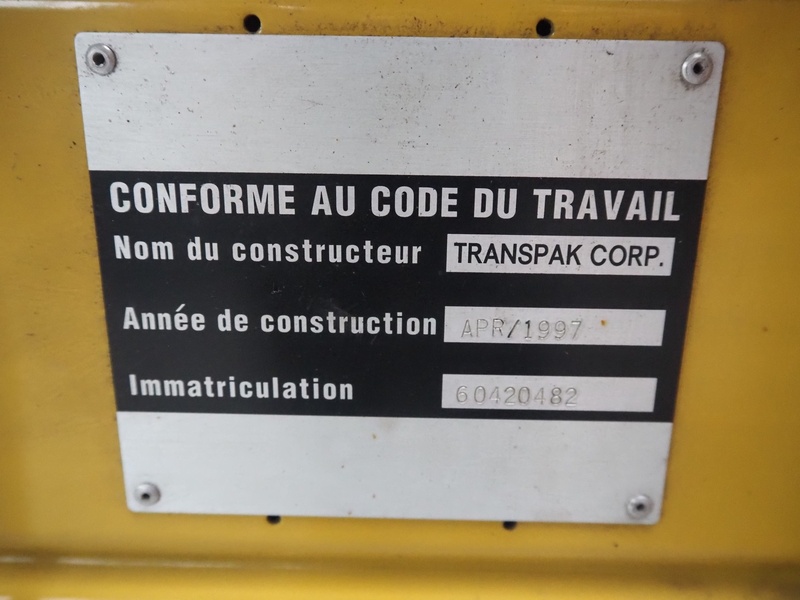 CONFORME AU CODE DU TRAVAIL
Nom du constructeur TRANSPAK CORP.
Année de construction APR/1997
Immatriculation 60420482